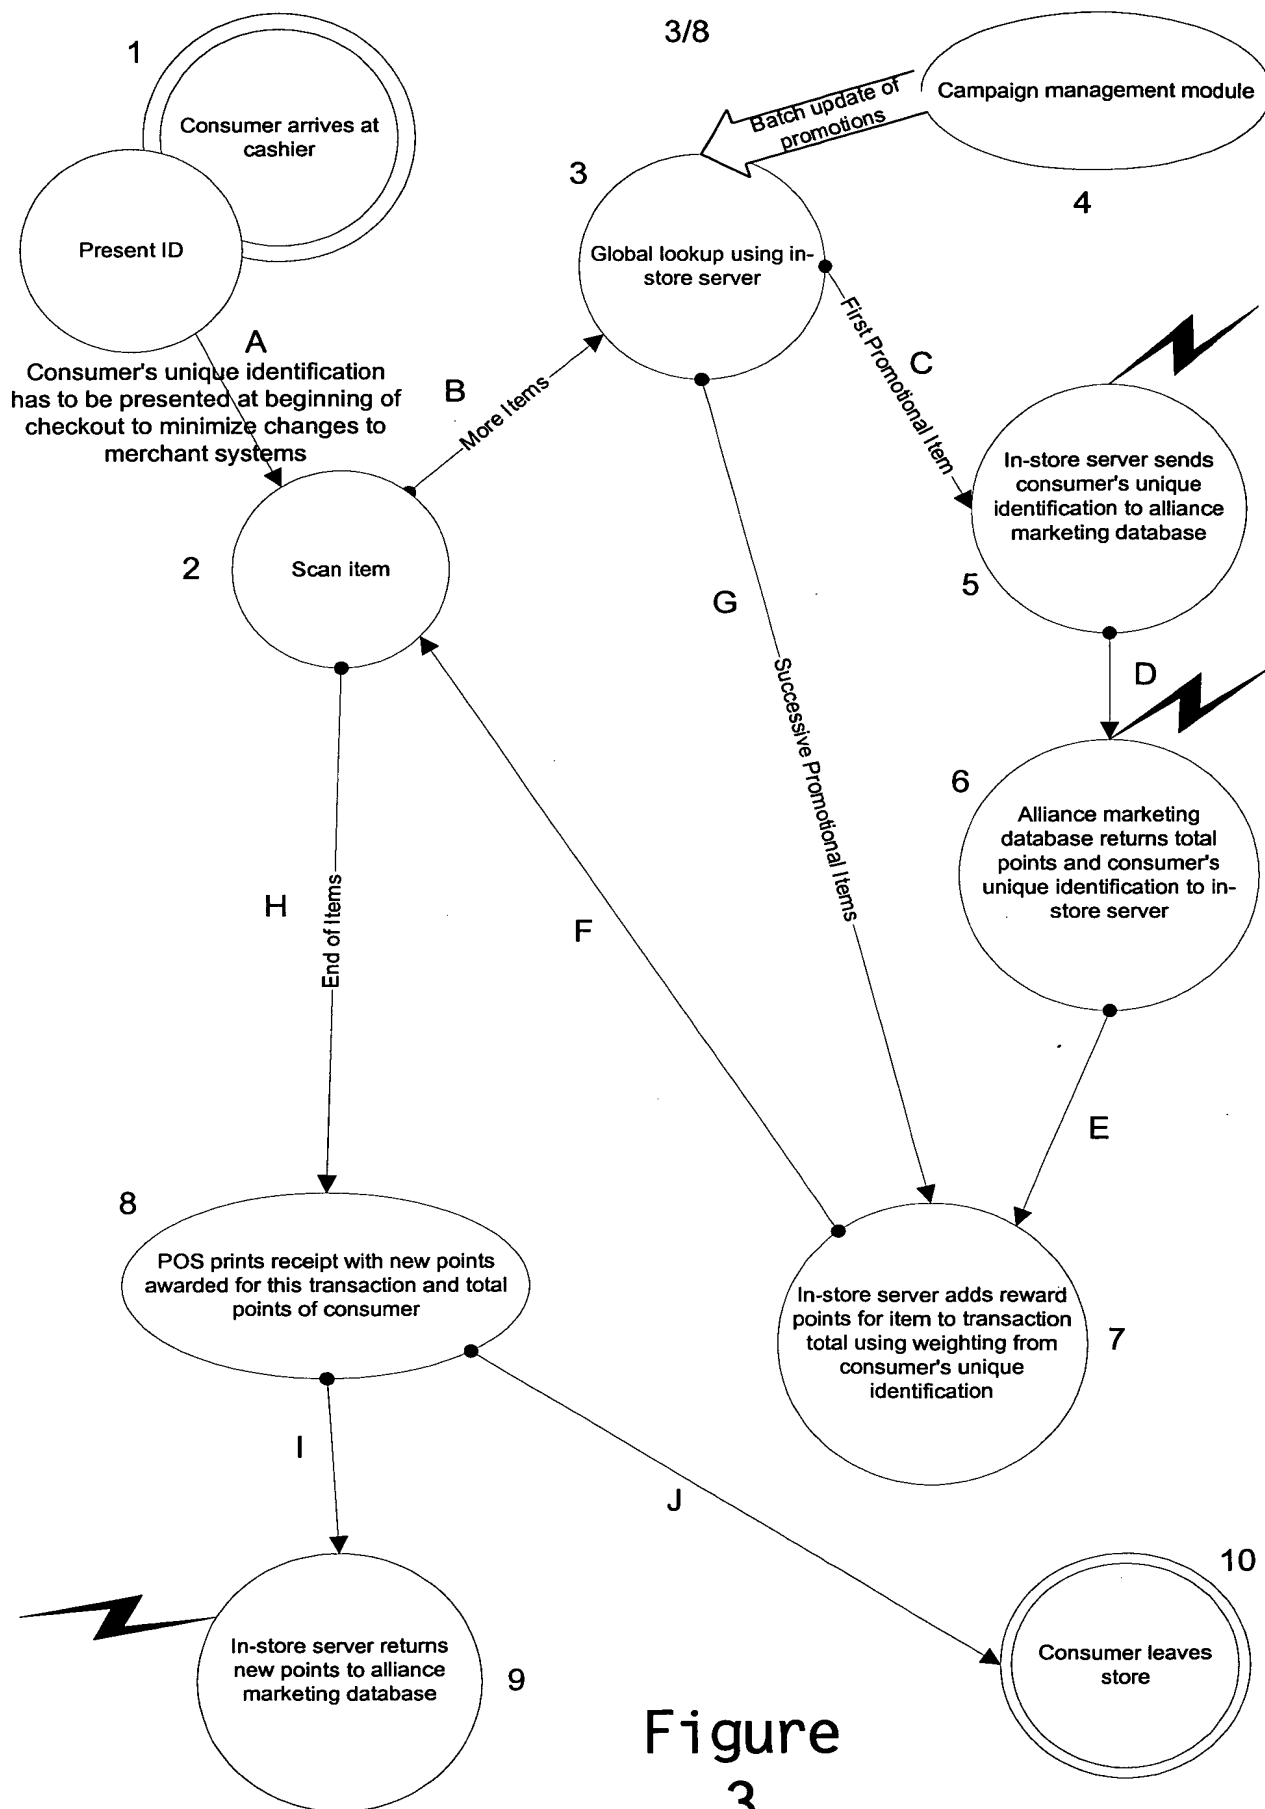 3/8
1
Consumer arrives at
cashier
Present ID
A
Consumer's unique identification
has to be presented at beginning of
checkout to minimize changes to
merchant systems
Campaign management module
4
Batch update of
promotions
3
Global lookup using in-
store server
B
More Items
C
First Promotional Item
2
Scan item
In-store server sends
consumer's unique
identification to alliance
marketing database
5
D
G
Successive Promotional Items
6
Alliance marketing
database returns total
points and consumer's
unique identification to in-
store server
H
End of Items
F
E
8
POS prints receipt with new points
awarded for this transaction and total
points of consumer
In-store server adds reward
points for item to transaction
total using weighting from
consumer's unique
identification
7
I
J
In-store server returns
new points to alliance
marketing database
9
10
Consumer leaves
store
Figure
3